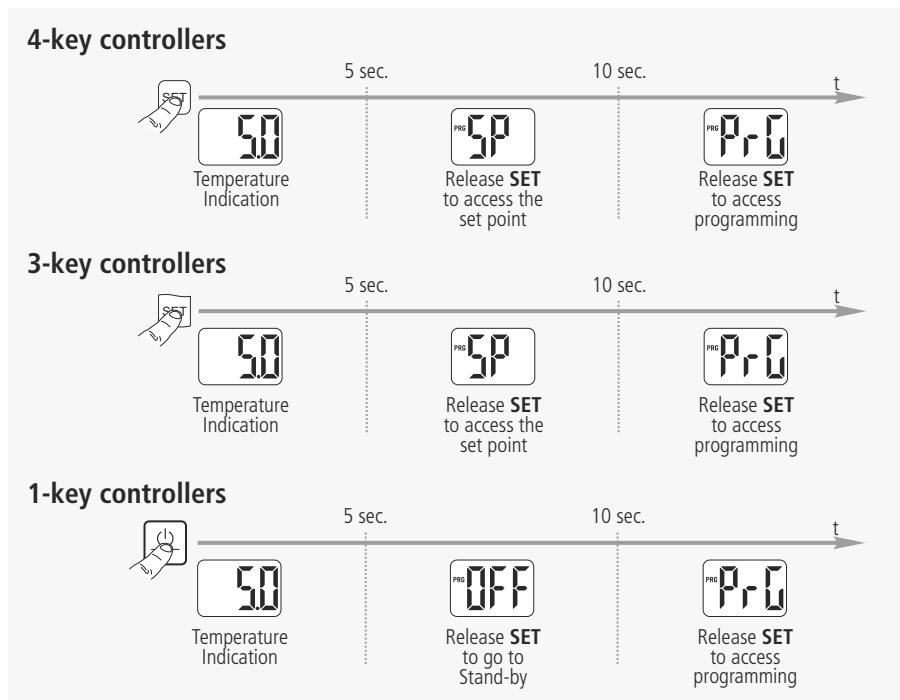 4-key controllers
5 sec.
10 sec.
t
SET
5.0
PRG SP
PRG PrG
Temperature
Indication
Release SET
to access the
set point
Release SET
to access
programming
3-key controllers
5 sec.
10 sec.
t
SET
5.0
PRG SP
PRG PrG
Temperature
Indication
Release SET
to access the
set point
Release SET
to access
programming
1-key controllers
5 sec.
10 sec.
t
5.0
PRG OFF
PRG PrG
Temperature
Indication
Release SET
to go to
Stand-by
Release SET
to access
programming